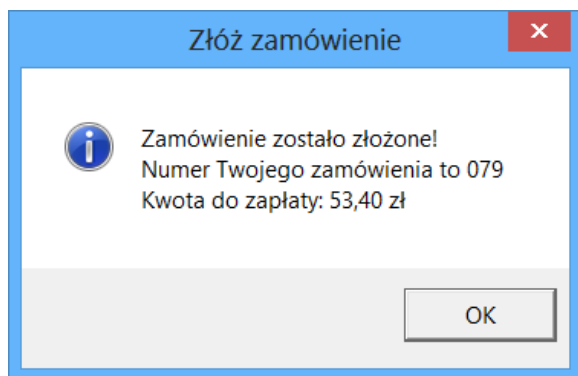 Złóż zamówienie
Zamówienie zostało złożone!
Numer Twojego zamówienia to 079
Kwota do zapłaty: 53,40 zł
OK